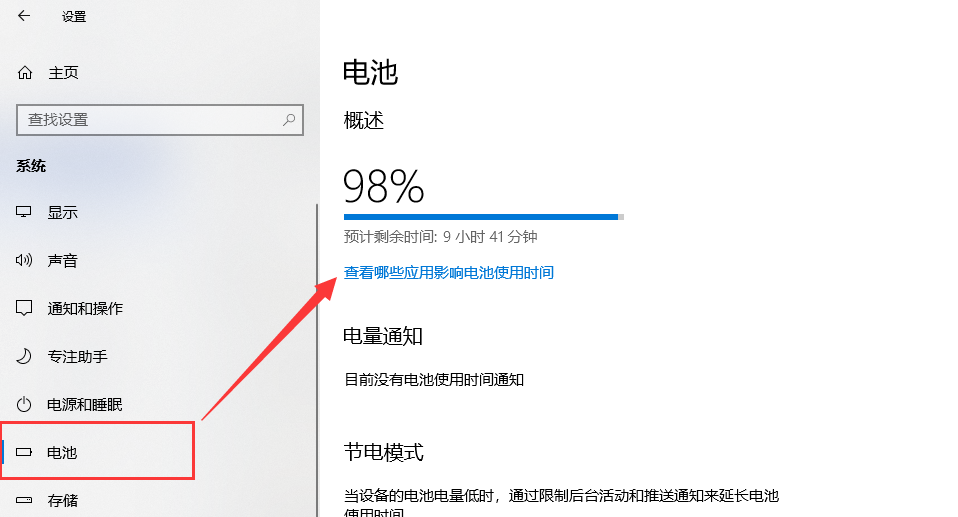 设置
主页
查找设置
系统
显示
声音
通知和操作
专注助手
电源和睡眠
电池
存储
电池
概述
98%
预计剩余时间: 9 小时 41 分钟
查看哪些应用影响电池使用时间
电量通知
目前没有电池使用时间通知
节电模式
当设备的电池电量低时，通过限制后台活动和推送通知来延长电池
使用时间